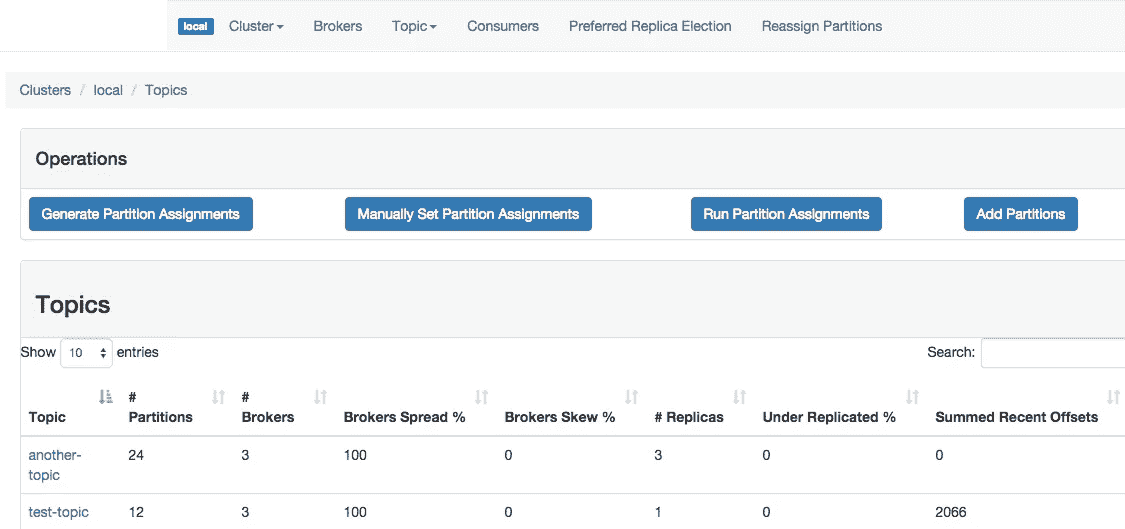 local Cluster Brokers Topic Consumers Preferred Replica Election Reassign Partitions
Clusters / local / Topics
Operations
Generate Partition Assignments Manually Set Partition Assignments Run Partition Assignments Add Partitions
Topics
Show 10 entries Search:
Topic # Partitions # Brokers Brokers Spread % Brokers Skew % # Replicas Under Replicated % Summed Recent Offsets
another-topic 24 3 100 0 3 0 0
test-topic 12 3 100 0 1 0 2066